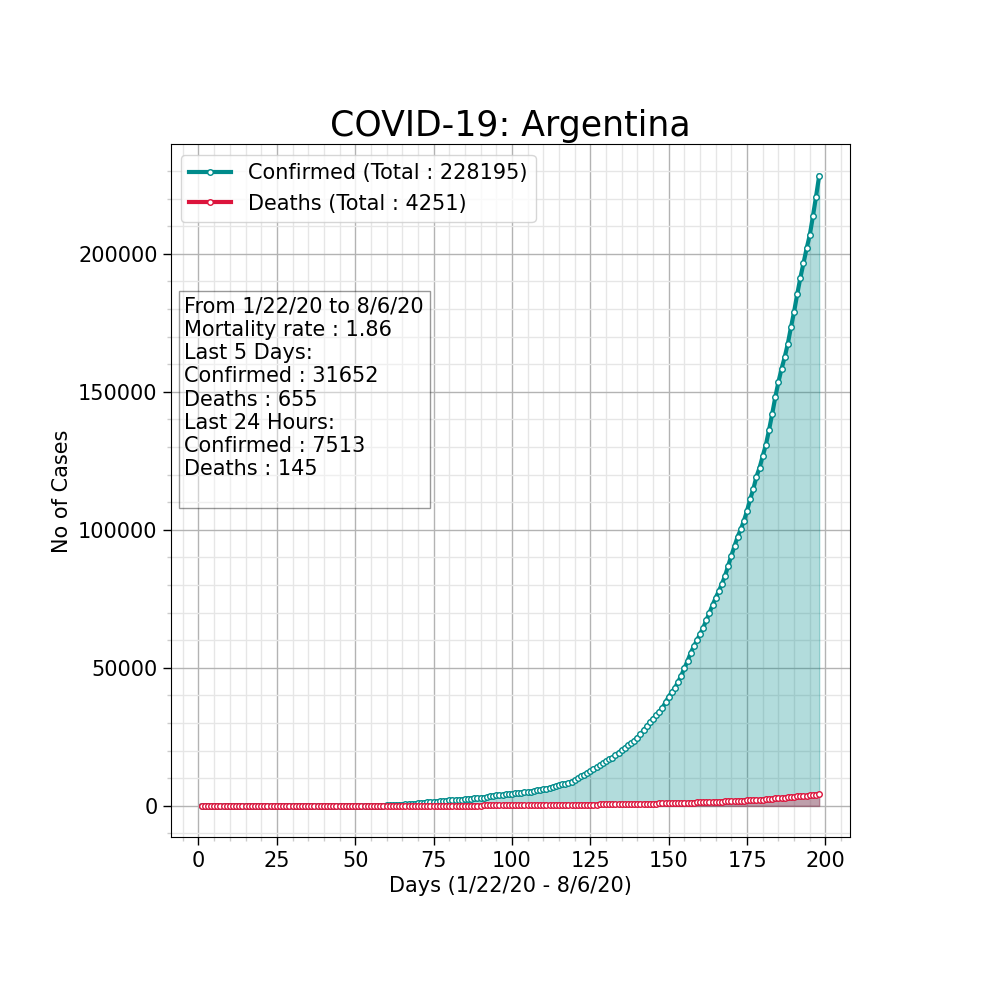 COVID-19: Argentina
Confirmed (Total : 228195)
Deaths (Total : 4251)
From 1/22/20 to 8/6/20
Mortality rate : 1.86
Last 5 Days:
Confirmed : 31652
Deaths : 655
Last 24 Hours:
Confirmed : 7513
Deaths : 145
No of Cases
200000
150000
100000
50000
0
0 25 50 75 100 125 150 175 200
Days (1/22/20 - 8/6/20)